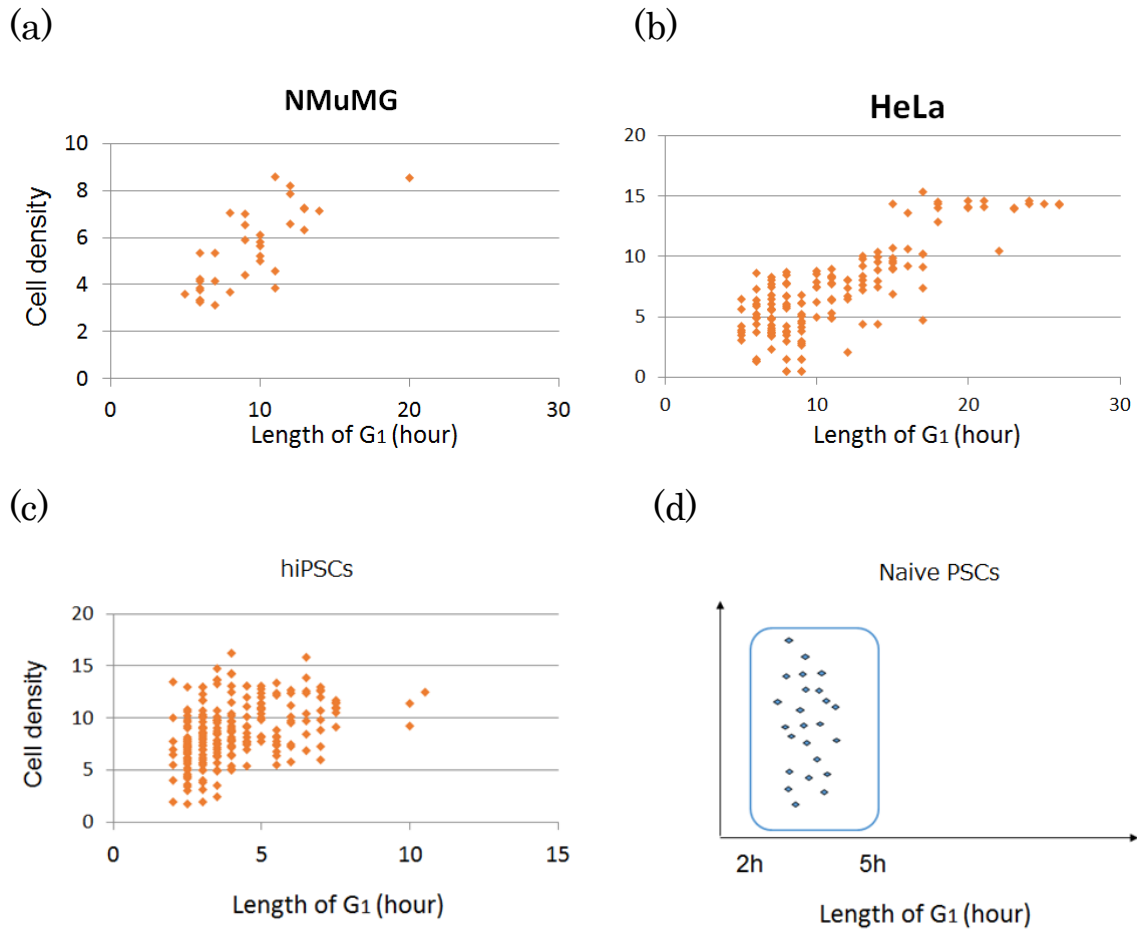 (a)
NMuMG
Cell density
10
8
6
4
2
0
0 10 20 30
Length of G1 (hour)
(b)
HeLa
20
15
10
5
0
0 10 20 30
Length of G1 (hour)
(c)
hiPSCs
Cell density
20
15
10
5
0
0 5 10 15
Length of G1 (hour)
(d)
Naive PSCs
2h 5h
Length of G1 (hour)